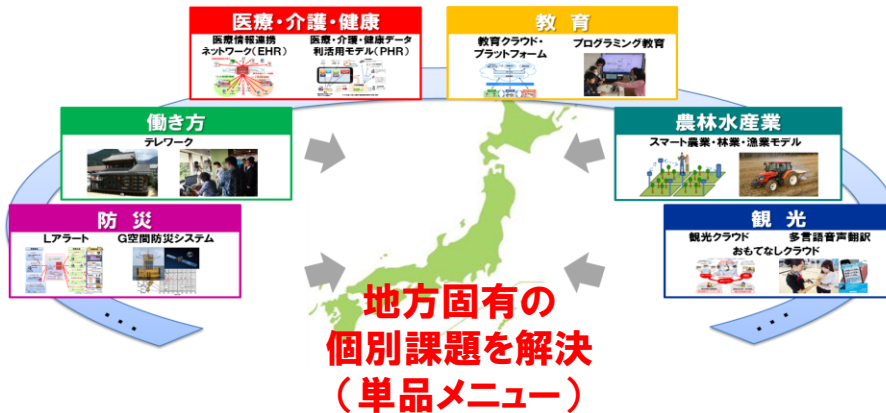 医療・介護・健康
医療情報連携
ネットワーク(EHR)
医療・介護・健康データ
利活用モデル(PHR)
教 育
教育クラウド・
プラットフォーム
プログラミング教育
働き方
テレワーク
農林水産業
スマート農業・林業・漁業モデル
防 災
Lアラート
G空間防災システム
観 光
観光クラウド
多言語音声翻訳
おもてなしクラウド
・・・
・・・
地方固有の
個別課題を解決
(単品メニュー)